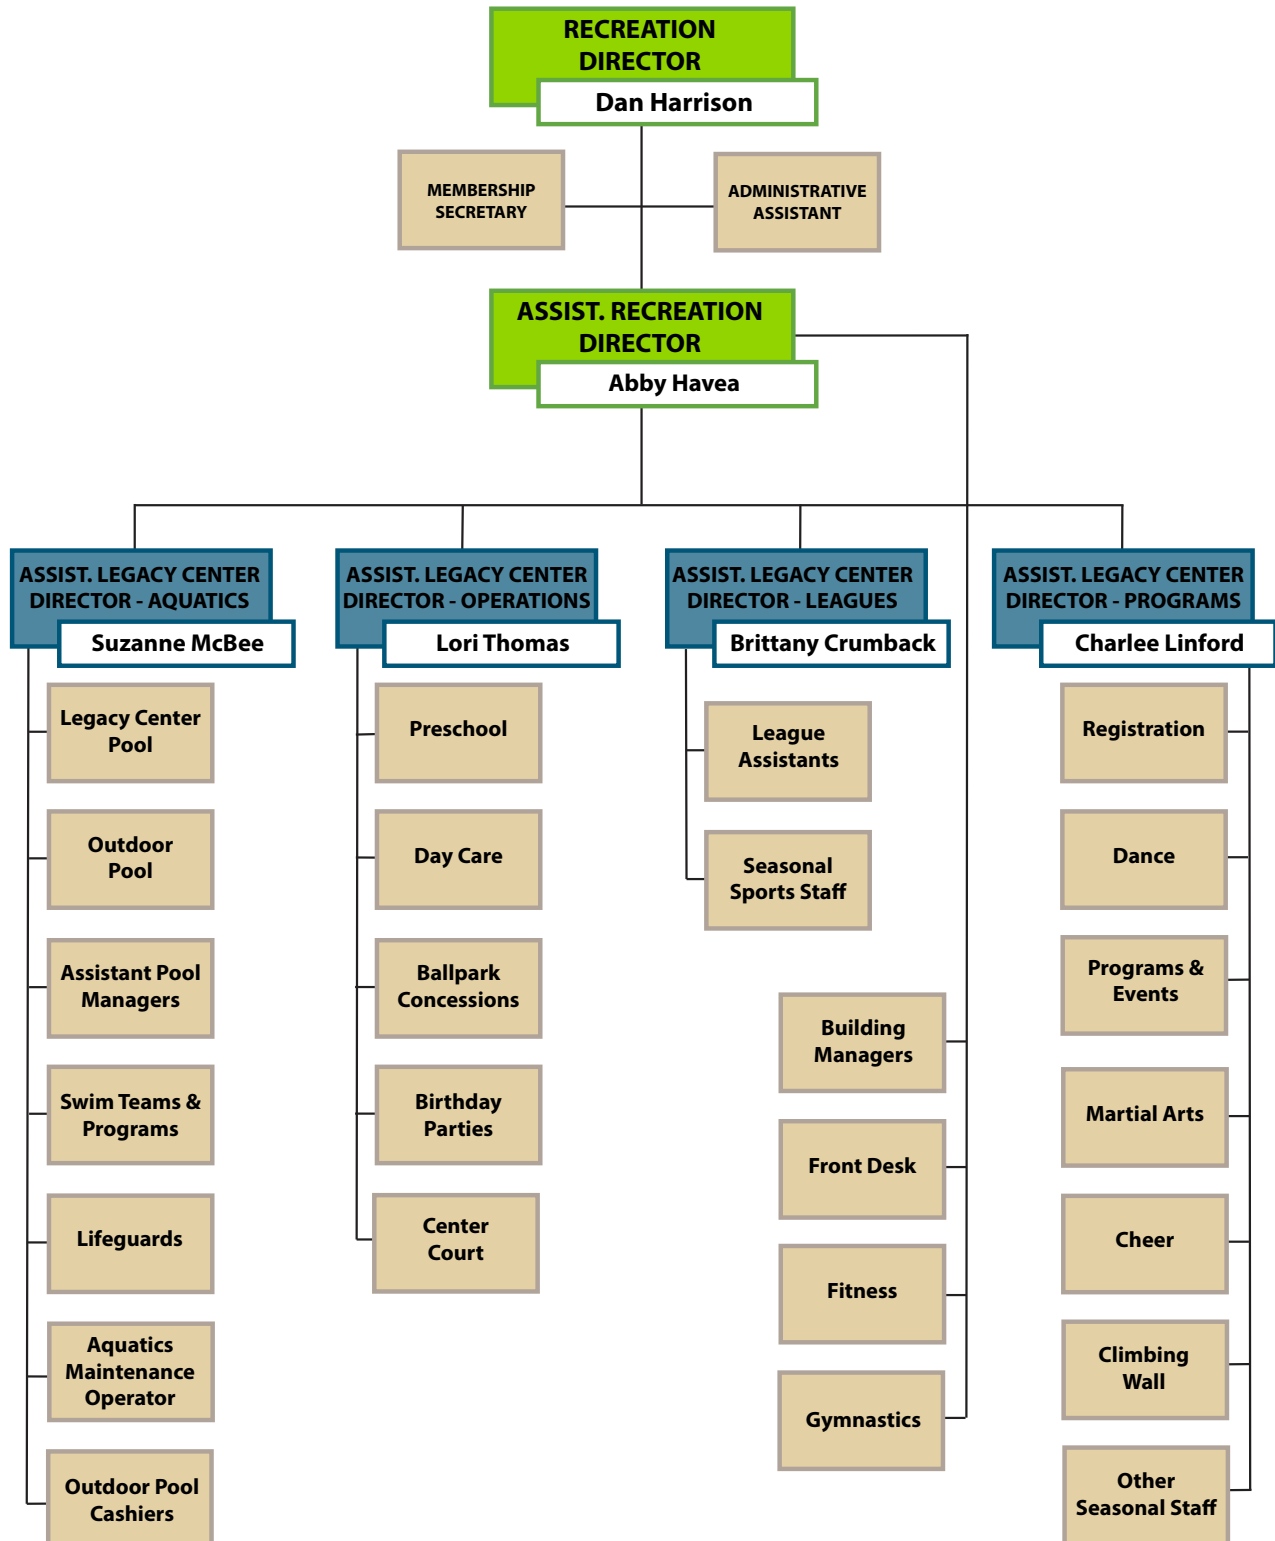 RECREATION
DIRECTOR
Dan Harrison
MEMBERSHIP
SECRETARY
ADMINISTRATIVE
ASSISTANT
ASSIST. RECREATION
DIRECTOR
Abby Havea
ASSIST. LEGACY CENTER
DIRECTOR - AQUATICS
Suzanne McBee
Legacy Center
Pool
Outdoor
Pool
Assistant Pool
Managers
Swim Teams &
Programs
Lifeguards
Aquatics
Maintenance
Operator
Outdoor Pool
Cashiers
ASSIST. LEGACY CENTER
DIRECTOR - OPERATIONS
Lori Thomas
Preschool
Day Care
Ballpark
Concessions
Birthday
Parties
Center
Court
ASSIST. LEGACY CENTER
DIRECTOR - LEAGUES
Brittany Crumback
League
Assistants
Seasonal
Sports Staff
Building
Managers
Front Desk
Fitness
Gymnastics
ASSIST. LEGACY CENTER
DIRECTOR - PROGRAMS
Charlee Linford
Registration
Dance
Programs &
Events
Martial Arts
Cheer
Climbing
Wall
Other
Seasonal Staff